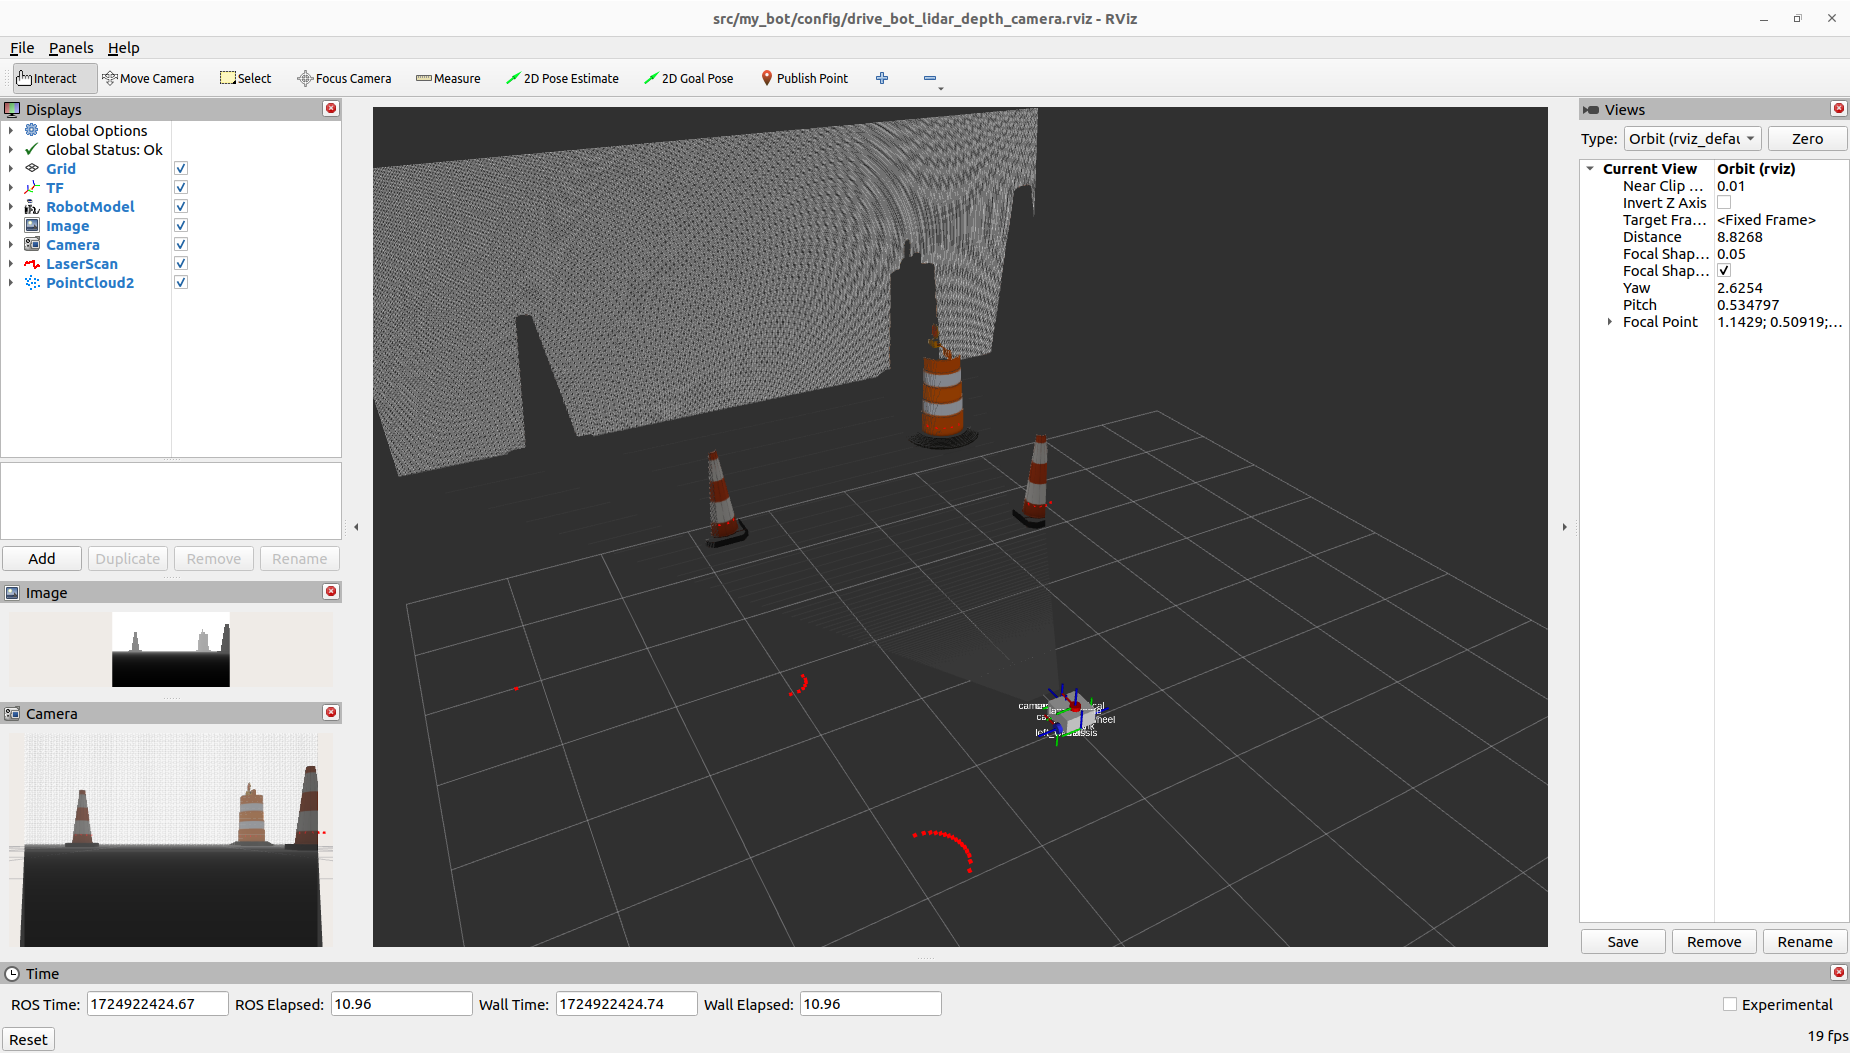 src/my_bot/config/drive_bot_lidar_depth_camera.rviz - RViz
File Panels Help
Interact Move Camera Select Focus Camera Measure 2D Pose Estimate 2D Goal Pose Publish Point
Displays
Global Options
Global Status: Ok
Grid
TF
RobotModel
Image
Camera
LaserScan
PointCloud2
Add Duplicate Remove Rename
Image
Camera
Views
Type: Orbit (rviz_defau Zero
Current View Orbit (rviz)
Near Clip ... 0.01
Invert Z Axis
Target Fra... <Fixed Frame>
Distance 8.8268
Focal Shap... 0.05
Focal Shap...
Yaw 2.6254
Pitch 0.534797
Focal Point 1.1429; 0.50919;...
Save Remove Rename
Time
ROS Time: 1724922424.67 ROS Elapsed: 10.96 Wall Time: 1724922424.74 Wall Elapsed: 10.96
Experimental
Reset
19 fps